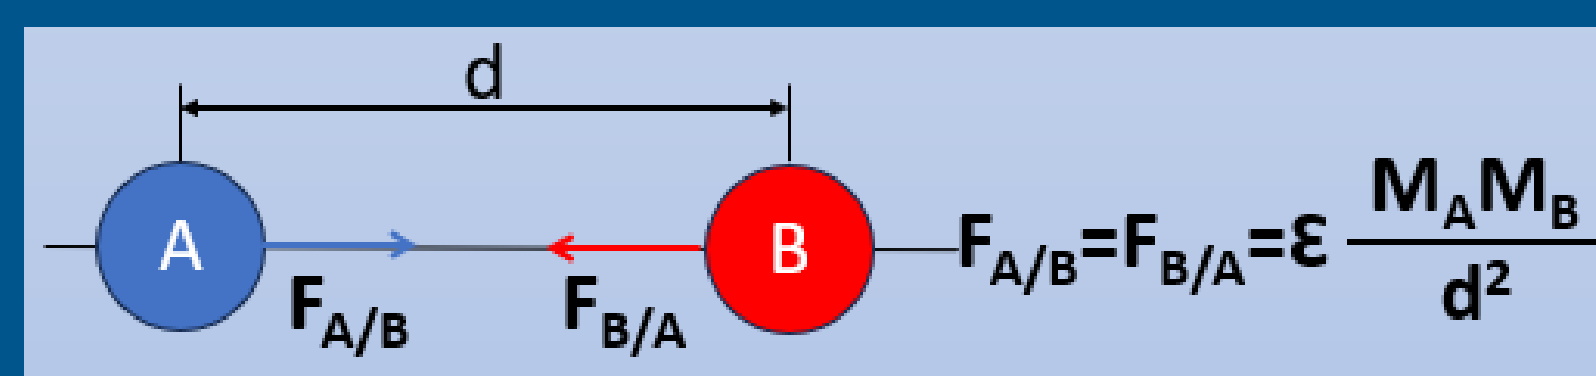 d
A
B
F_A/B
F_B/A
F_A/B=F_B/A=Ɛ M_AM_B / d²